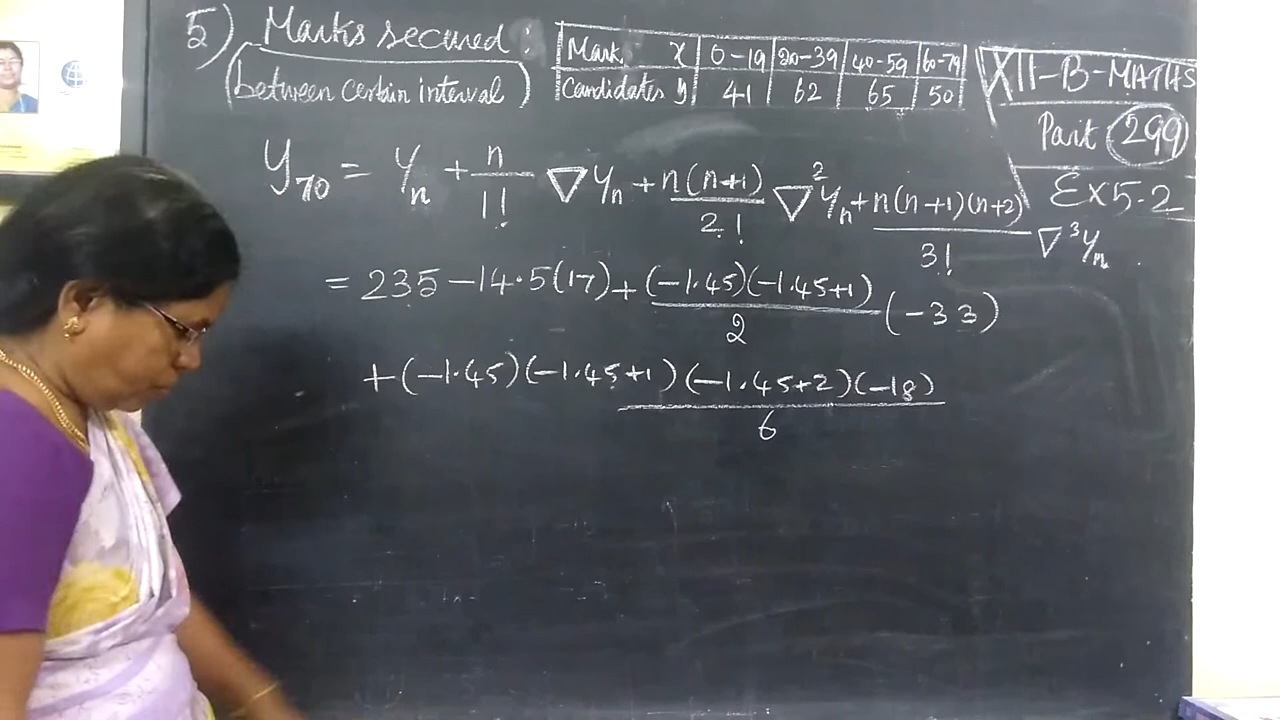 5) Marks secured:
(between certain interval)
Mark x | 0-19 | 20-39 | 40-59 | 60-79
Candidates y | 41 | 62 | 65 | 50
XII-B-MATHS
Part 299
Ex 5.2
y₇₀ = yₙ + n/1! ∇yₙ + n(n+1)/2! ∇²yₙ + n(n+1)(n+2)/3! ∇³yₙ
= 235 - 14.5(17) + (-1.45)(-1.45+1)/2 (-33)
+ (-1.45)(-1.45+1)(-1.45+2)(-18)/6